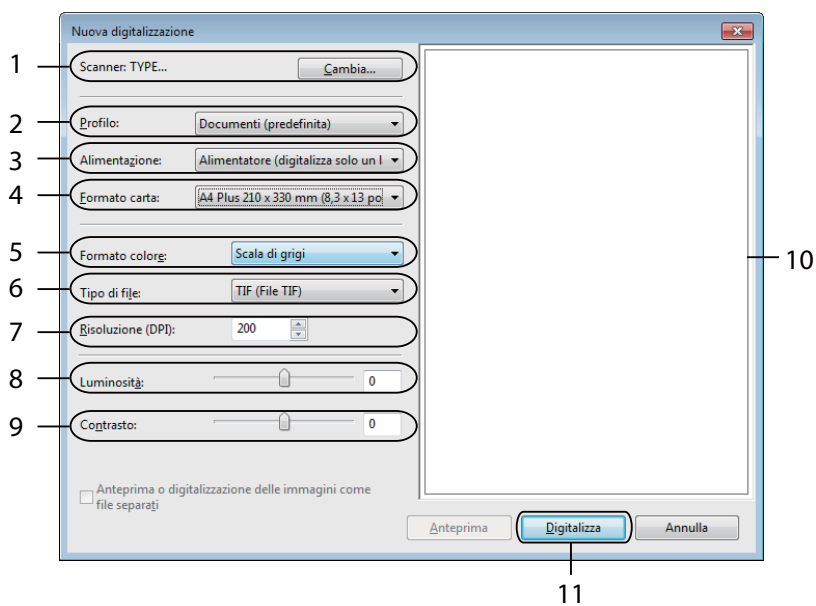 Nuova digitalizzazione
1 Scanner: TYPE... Cambia...
2 Profilo: Documenti (predefinita)
3 Alimentazione: Alimentatore (digitalizza solo un l
4 Formato carta: A4 Plus 210 x 330 mm (8,3 x 13 po
5 Formato colore: Scala di grigi
10
6 Tipo di file: TIF (File TIF)
7 Risoluzione (DPI): 200
8 Luminosità: 0
9 Contrasto: 0
Anteprima o digitalizzazione delle immagini come
file separati
Anteprima Digitalizza Annulla
11